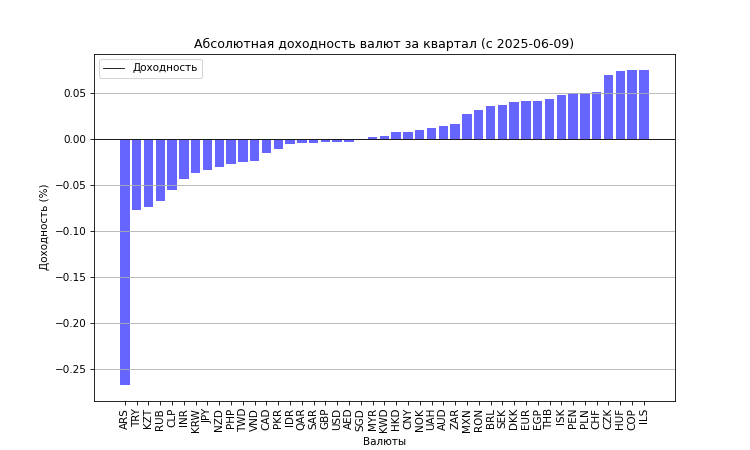 Абсолютная доходность валют за квартал (с 2025-06-09)
Доходность
0.05
0.00
−0.05
−0.10
−0.15
−0.20
−0.25
Доходность (%)
ARS TRY KZT RUB CLP INR KRW JPY NZD PHP TWD VND CAD PKR IDR QAR SAR GBP USD AED SGD MYR KWD HKD CNY NOK UAH AUD ZAR MXN RON BRL SEK DKK EUR EGP THB ISK PEN PLN CHF CZK HUF COP ILS
Валюты